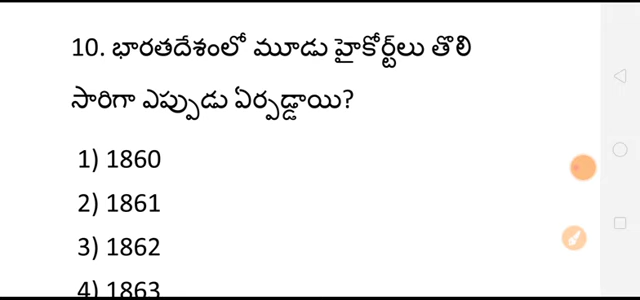 10. భారతదేశంలో మూడు హైకోర్ట్‌లు తొలి
సారిగా ఎప్పుడు ఏర్పడ్డాయి?
1) 1860
2) 1861
3) 1862
4) 1863